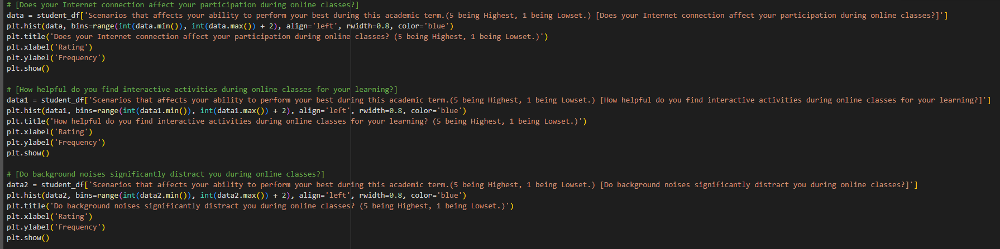 # [Does your Internet connection affect your participation during online classes?]
data = student_df['Scenarios that affects your ability to perform your best during this academic term.(5 being Highest, 1 being Lowset.) [Does your Internet connection affect your participation during online classes?]']
plt.hist(data, bins=range(int(data.min()), int(data.max()) + 2), align='left', rwidth=0.8, color='blue')
plt.title('Does your Internet connection affect your participation during online classes? (5 being Highest, 1 being Lowset.)')
plt.xlabel('Rating')
plt.ylabel('Frequency')
plt.show()
# [How helpful do you find interactive activities during online classes for your learning?]
data1 = student_df['Scenarios that affects your ability to perform your best during this academic term.(5 being Highest, 1 being Lowset.) [How helpful do you find interactive activities during online classes for your learning?]']
plt.hist(data1, bins=range(int(data1.min()), int(data1.max()) + 2), align='left', rwidth=0.8, color='blue')
plt.title('How helpful do you find interactive activities during online classes for your learning? (5 being Highest, 1 being Lowset.)')
plt.xlabel('Rating')
plt.ylabel('Frequency')
plt.show()
# [Do background noises significantly distract you during online classes?]
data2 = student_df['Scenarios that affects your ability to perform your best during this academic term.(5 being Highest, 1 being Lowset.) [Do background noises significantly distract you during online classes?]']
plt.hist(data2, bins=range(int(data2.min()), int(data2.max()) + 2), align='left', rwidth=0.8, color='blue')
plt.title('Do background noises significantly distract you during online classes? (5 being Highest, 1 being Lowset.)')
plt.xlabel('Rating')
plt.ylabel('Frequency')
plt.show()